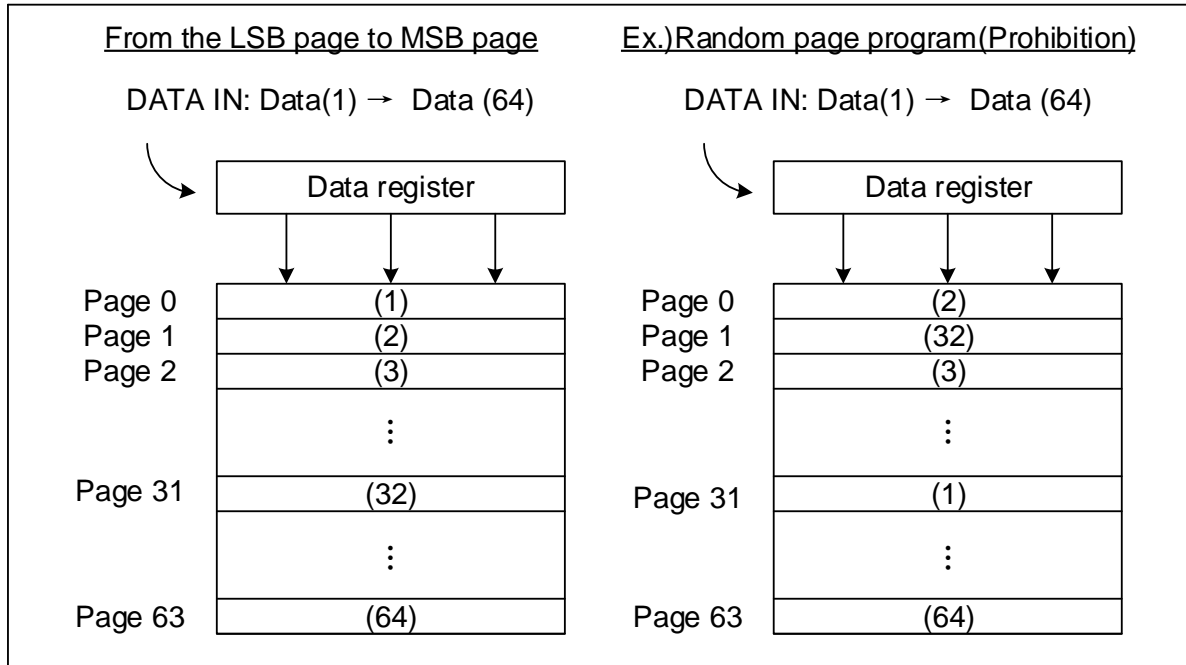 From the LSB page to MSB page
DATA IN: Data(1) → Data (64)
Data register
Page 0 (1)
Page 1 (2)
Page 2 (3)
⋮
Page 31 (32)
⋮
Page 63 (64)
Ex.)Random page program(Prohibition)
DATA IN: Data(1) → Data (64)
Data register
Page 0 (2)
Page 1 (32)
Page 2 (3)
⋮
Page 31 (1)
⋮
Page 63 (64)